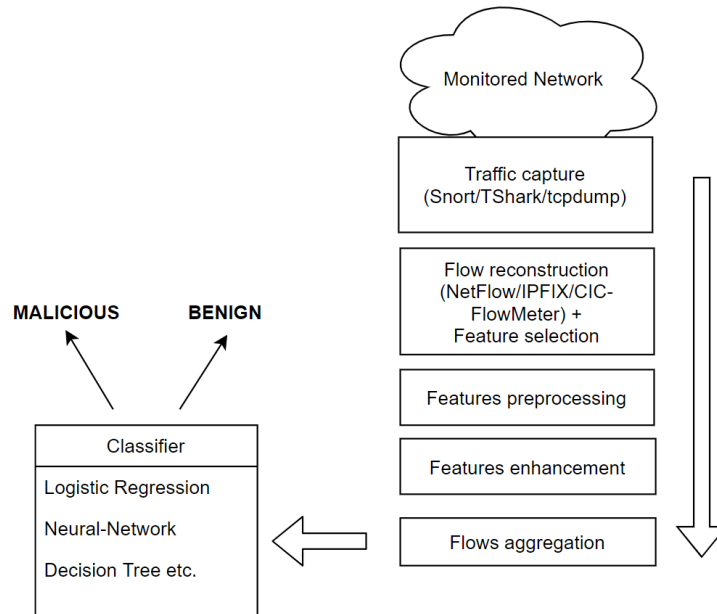 Monitored Network
Traffic capture
(Snort/TShark/tcpdump)
Flow reconstruction
(NetFlow/IPFIX/CIC-
FlowMeter) +
Feature selection
Features preprocessing
Features enhancement
Flows aggregation
MALICIOUS
BENIGN
Classifier
Logistic Regression
Neural-Network
Decision Tree etc.